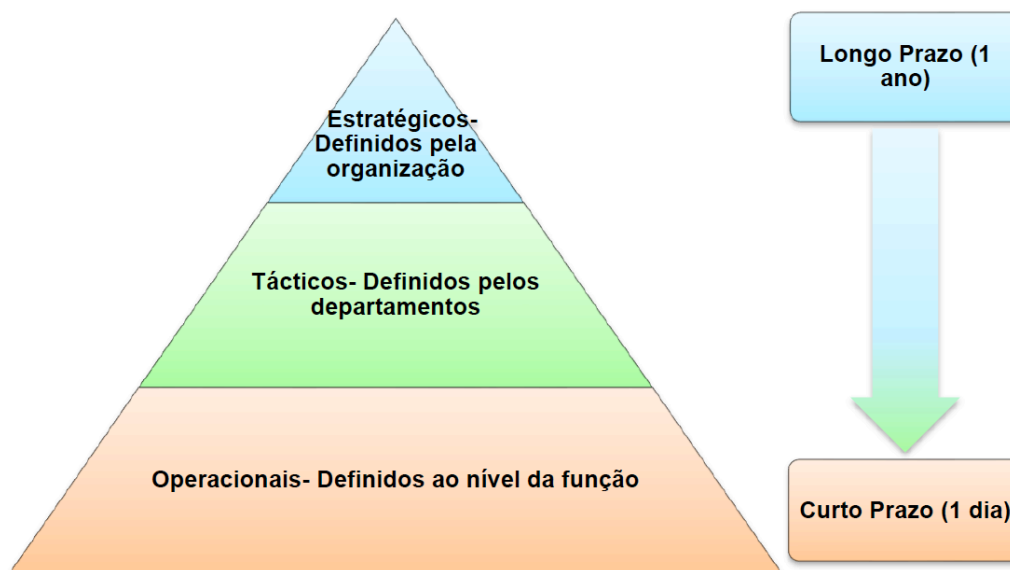 Estratégicos-
Definidos pela
organização
Tácticos- Definidos pelos
departamentos
Operacionais- Definidos ao nível da função
Longo Prazo (1
ano)
Curto Prazo (1 dia)